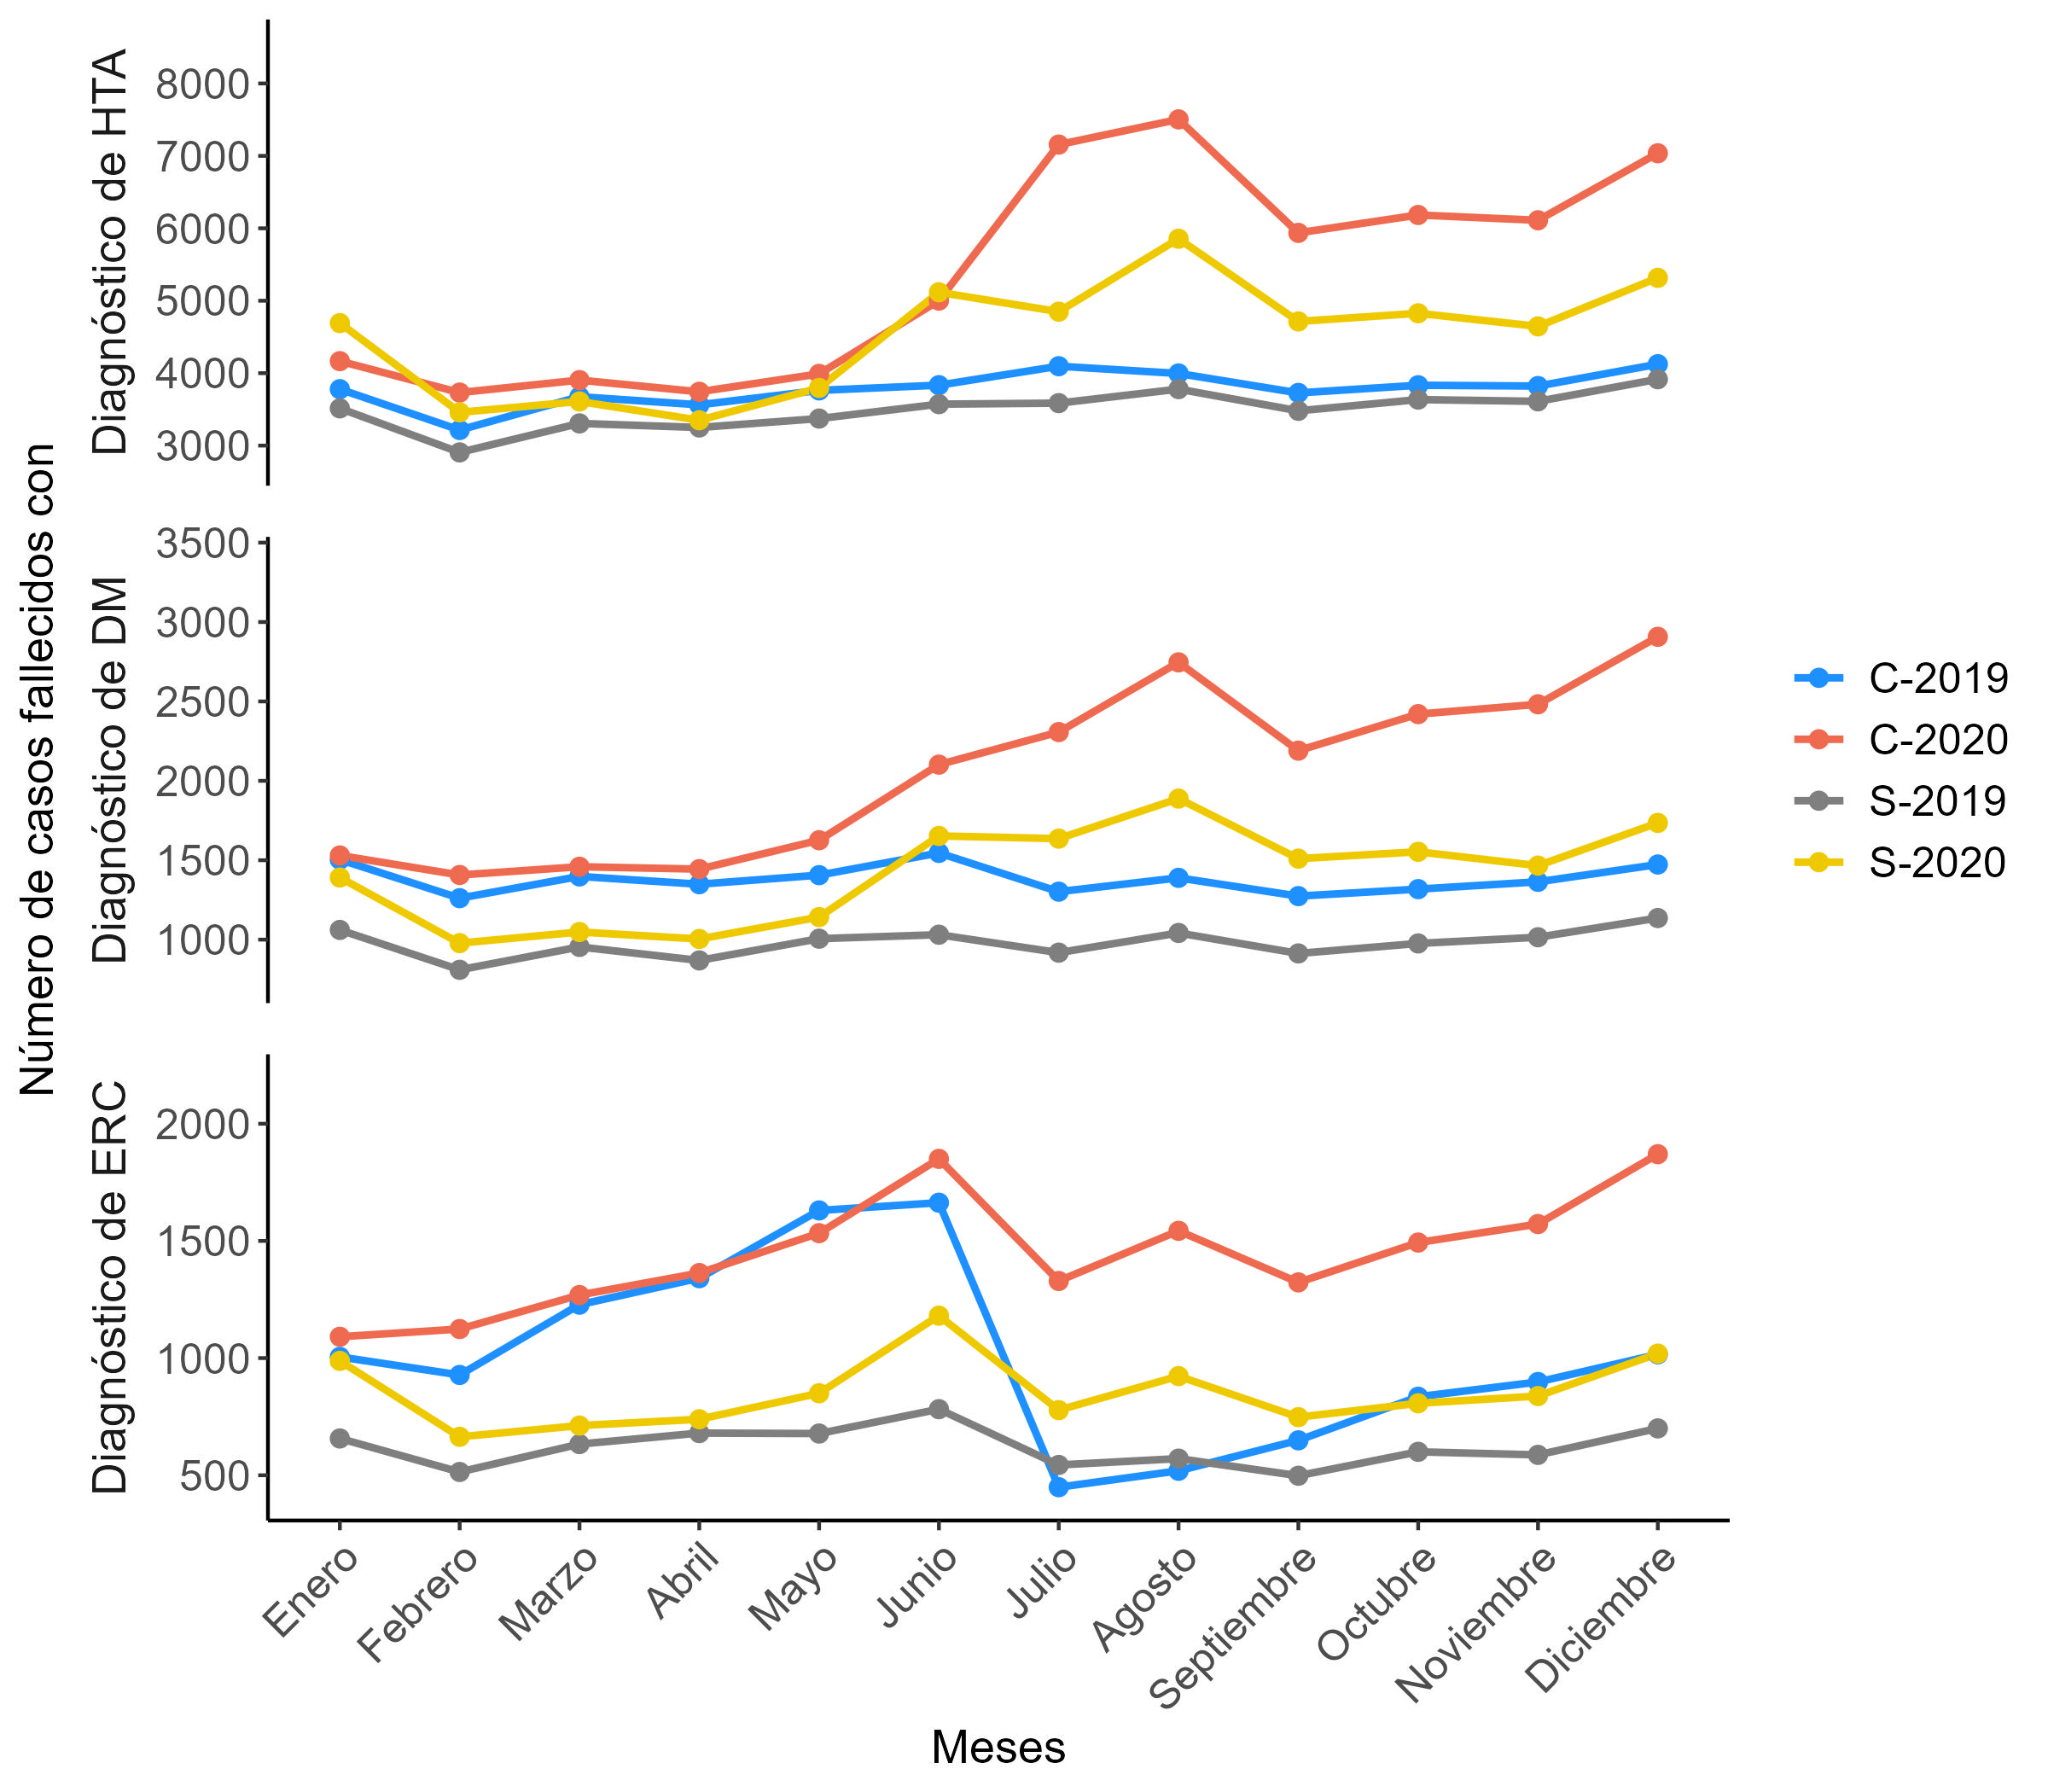 Número de casos fallecidos con
Diagnóstico de HTA
8000
7000
6000
5000
4000
3000
Diagnóstico de DM
3500
3000
2500
2000
1500
1000
Diagnóstico de ERC
2000
1500
1000
500
Enero
Febrero
Marzo
Abril
Mayo
Junio
Julio
Agosto
Septiembre
Octubre
Noviembre
Diciembre
Meses
C-2019
C-2020
S-2019
S-2020